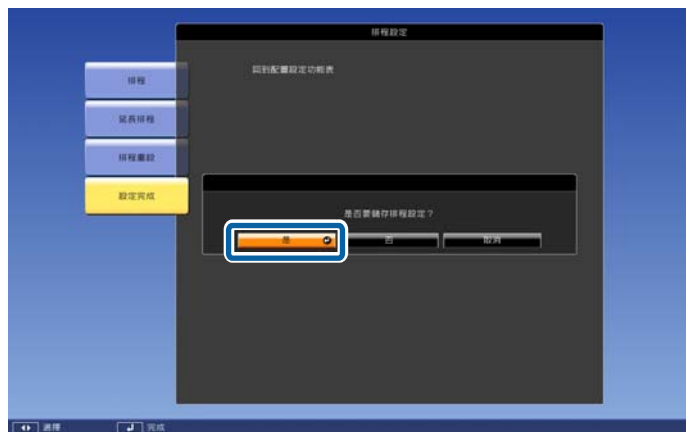 排程設定
回到配置設定功能表
排程
延長排程
排程重設
設定完成
是否要儲存排程設定？
是 否 取消
選擇 完成